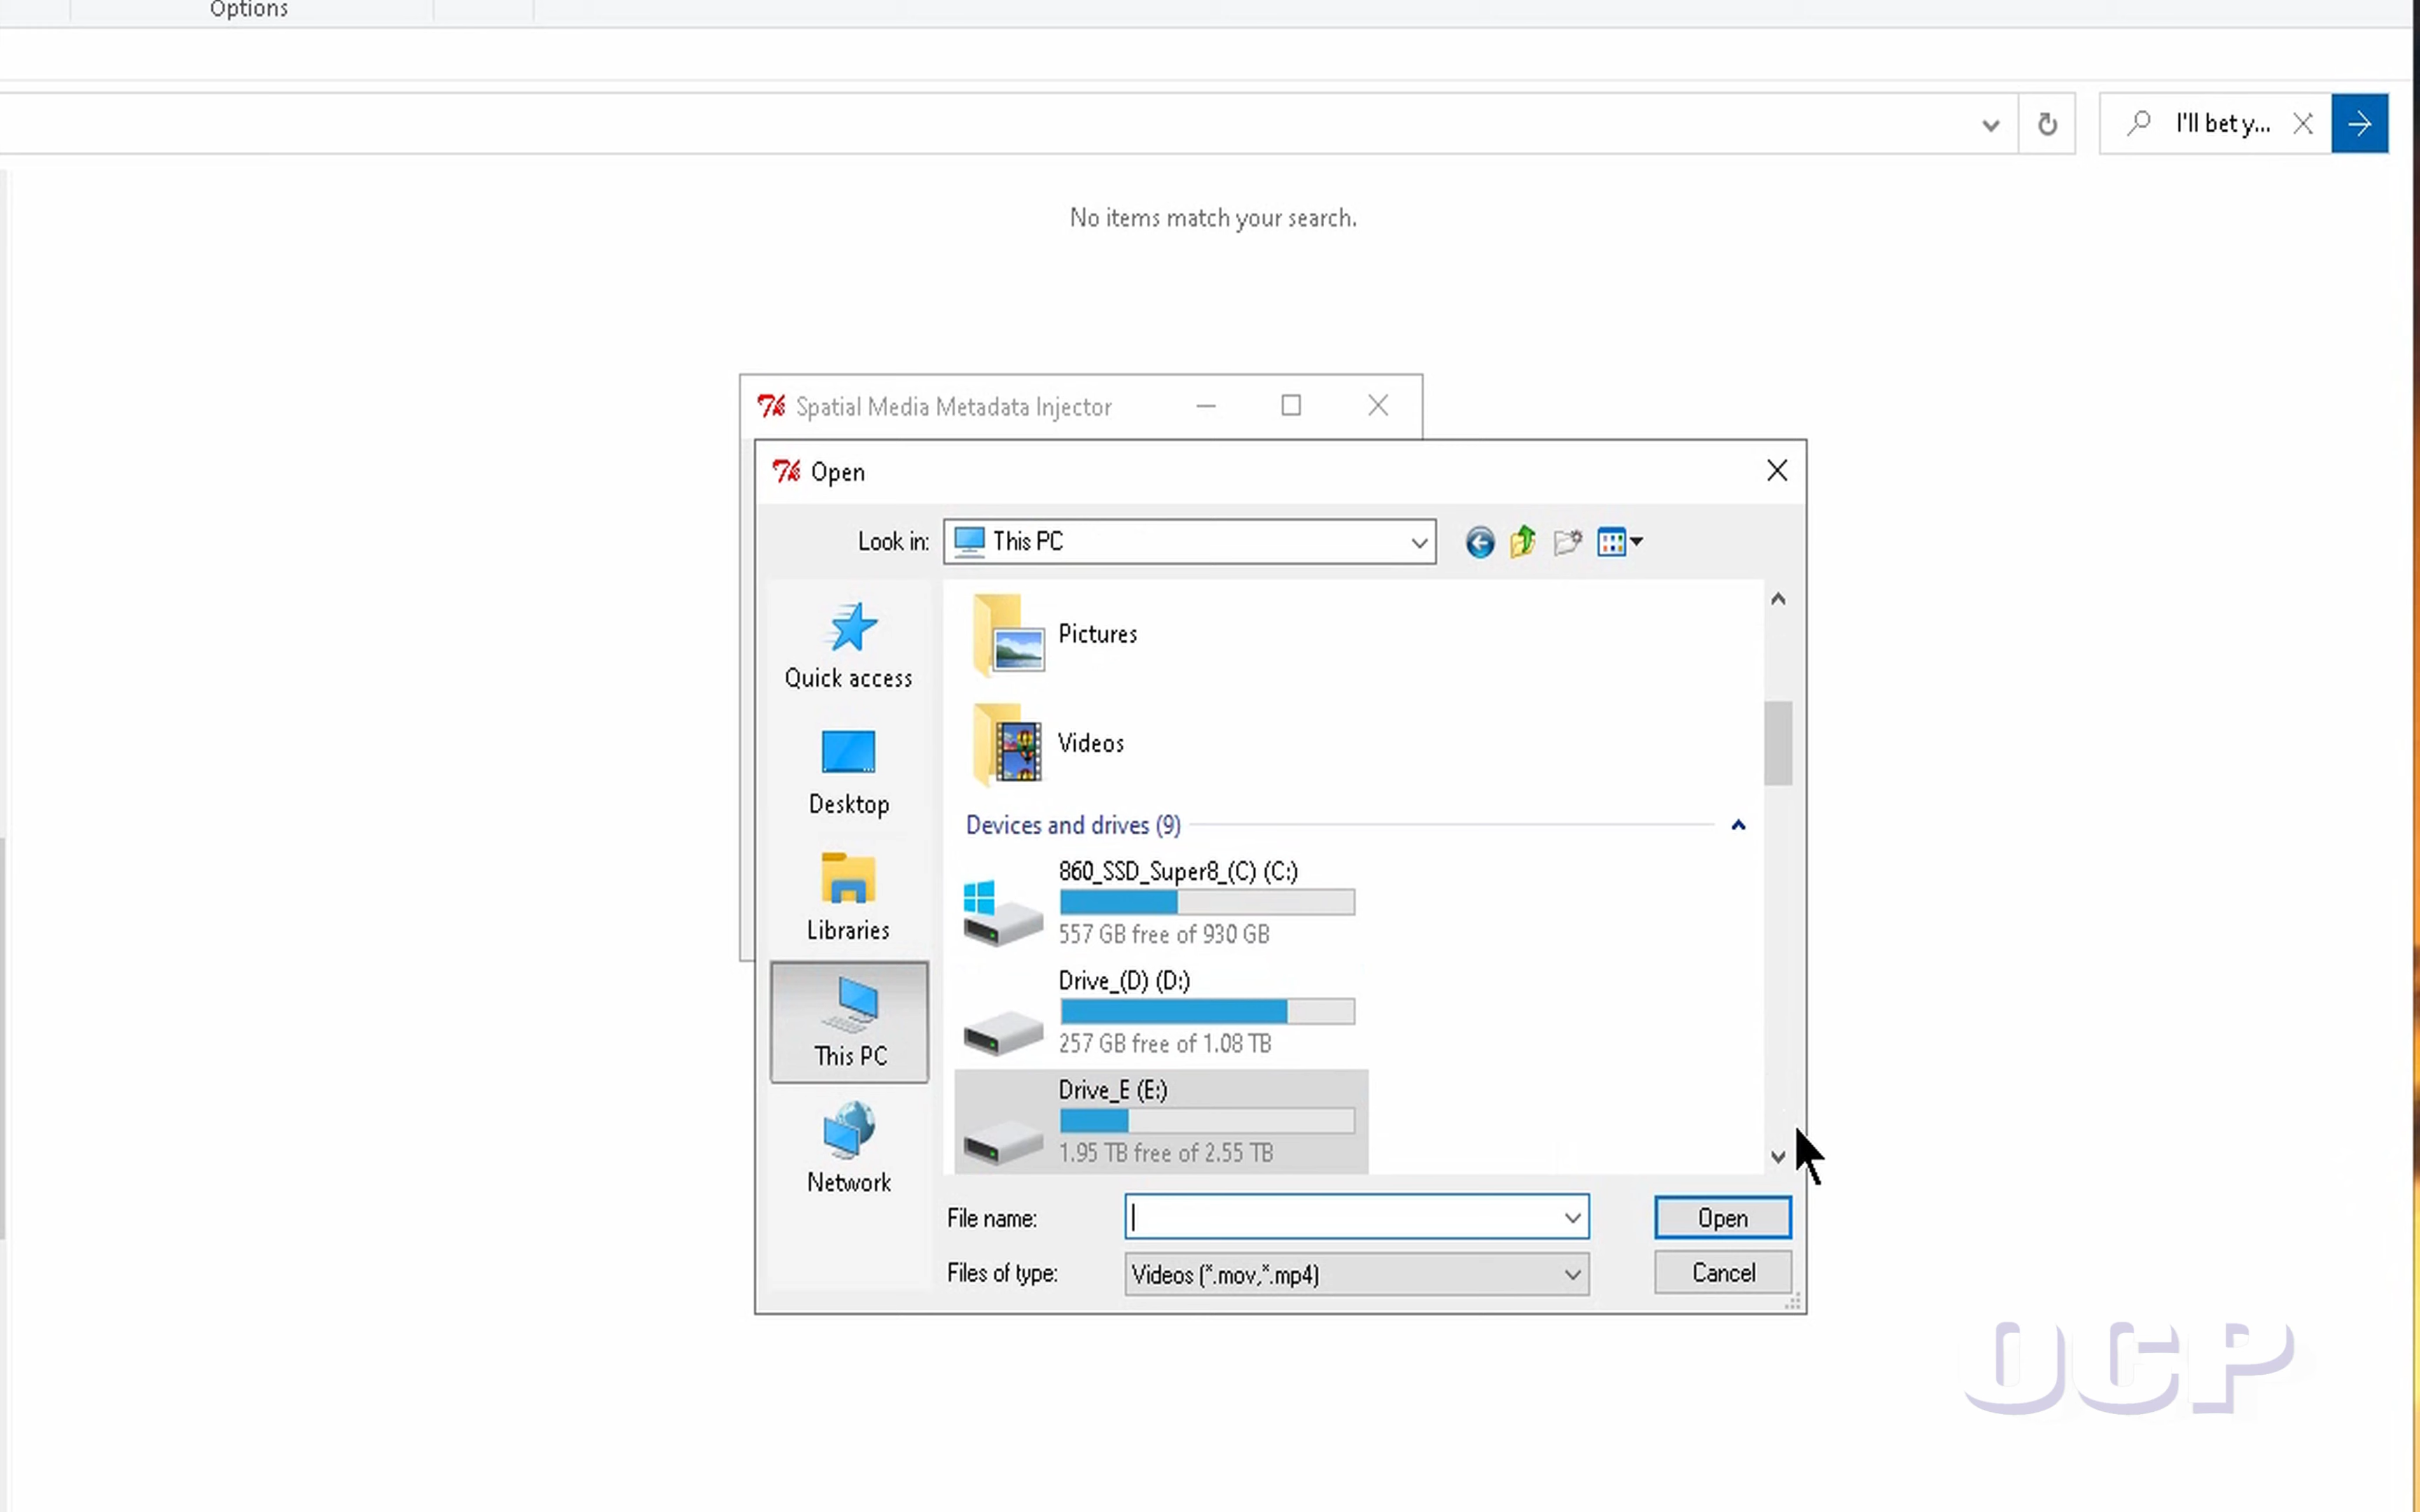 Options
I'll bet y...
No items match your search.
Spatial Media Metadata Injector
Open
Look in:
This PC
Quick access
Desktop
Libraries
This PC
Network
Pictures
Videos
Devices and drives (9)
860_SSD_Super8_(C) (C:)
557 GB free of 930 GB
Drive_(D) (D:)
257 GB free of 1.08 TB
Drive_E (E:)
1.95 TB free of 2.55 TB
File name:
Open
Files of type:
Videos (*.mov,*.mp4)
Cancel
OCP